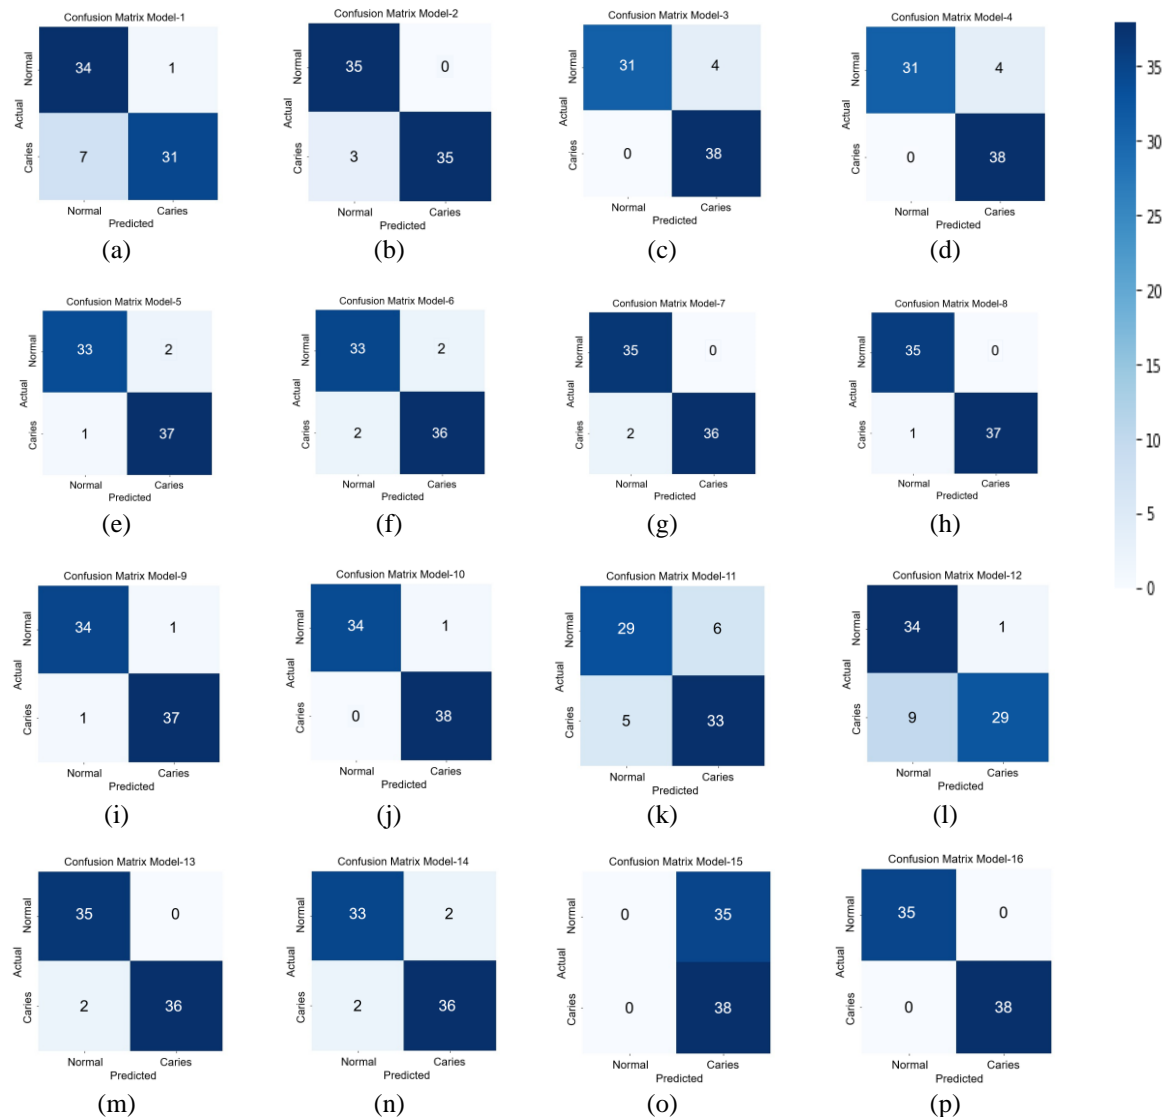 Confusion Matrix Model-1 Confusion Matrix Model-2 Confusion Matrix Model-3 Confusion Matrix Model-4
Normal 34 1 Normal 35 0 Normal 31 4 Normal 31 4
Actual Actual Actual Actual
Caries 7 31 Caries 3 35 Caries 0 38 Caries 0 38
Normal Caries Normal Caries Normal Caries Normal Caries
Predicted Predicted Predicted Predicted
(a) (b) (c) (d)
Confusion Matrix Model-5 Confusion Matrix Model-6 Confusion Matrix Model-7 Confusion Matrix Model-8
Normal 33 2 Normal 33 2 Normal 35 0 Normal 35 0
Actual Actual Actual Actual
Caries 1 37 Caries 2 36 Caries 2 36 Caries 1 37
Normal Caries Normal Caries Normal Caries Normal Caries
Predicted Predicted Predicted Predicted
(e) (f) (g) (h)
Confusion Matrix Model-9 Confusion Matrix Model-10 Confusion Matrix Model-11 Confusion Matrix Model-12
Normal 34 1 Normal 34 1 Normal 29 6 Normal 34 1
Actual Actual Actual Actual
Caries 1 37 Caries 0 38 Caries 5 33 Caries 9 29
Normal Caries Normal Caries Normal Caries Normal Caries
Predicted Predicted Predicted Predicted
(i) (j) (k) (l)
Confusion Matrix Model-13 Confusion Matrix Model-14 Confusion Matrix Model-15 Confusion Matrix Model-16
Normal 35 0 Normal 33 2 Normal 0 35 Normal 35 0
Actual Actual Actual Actual
Caries 2 36 Caries 2 36 Caries 0 38 Caries 0 38
Normal Caries Normal Caries Normal Caries Normal Caries
Predicted Predicted Predicted Predicted
(m) (n) (o) (p)
35
30
25
20
15
10
5
0